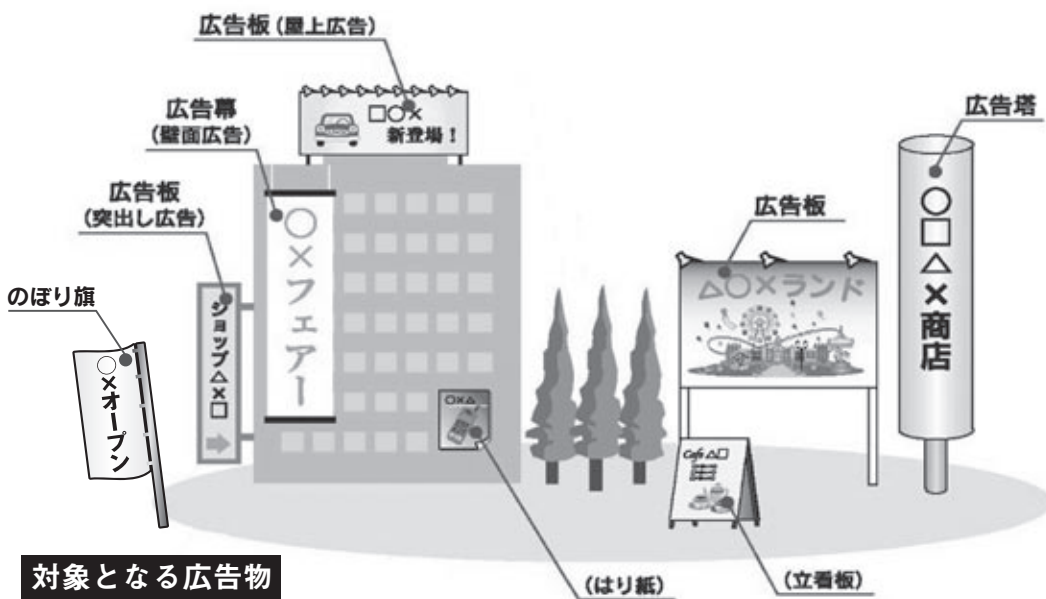 広告板(屋上広告)
□○×
新登場！
広告幕
(壁面広告)
○×フェアー
広告板
(突出し広告)
ショップ△×□
のぼり旗
○×オープン
○×△
広告板
△○×ランド
広告塔
○□△×商店
Cafe △□
(はり紙)
(立看板)
対象となる広告物